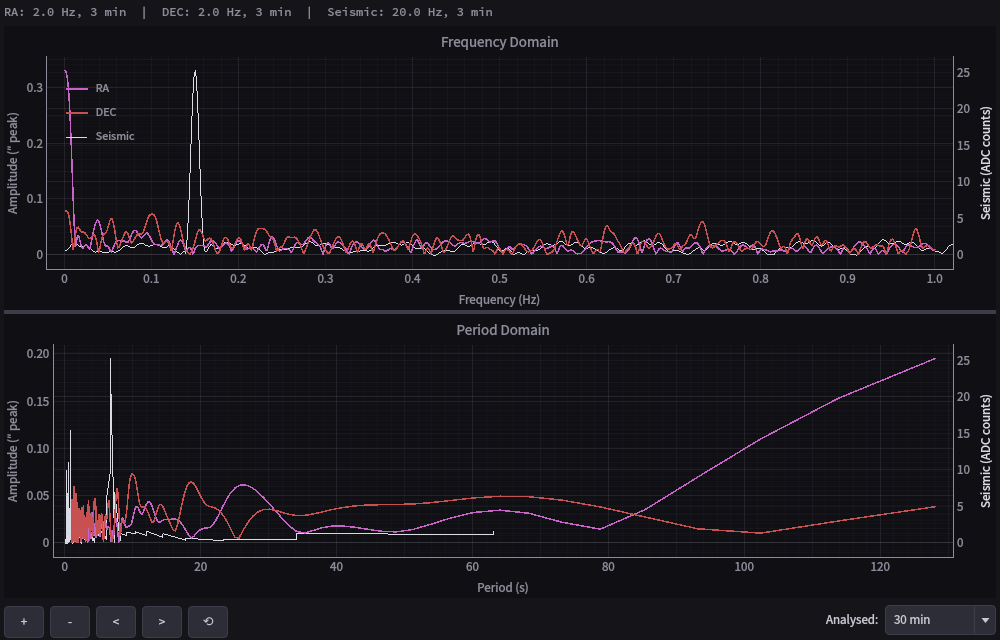 RA: 2.0 Hz, 3 min | DEC: 2.0 Hz, 3 min | Seismic: 20.0 Hz, 3 min
Frequency Domain
Amplitude (″ peak)
0.3
0.2
0.1
0
RA
DEC
Seismic
25
20
15
10
5
0
Seismic (ADC counts)
0 0.1 0.2 0.3 0.4 0.5 0.6 0.7 0.8 0.9 1.0
Frequency (Hz)
Period Domain
Amplitude (″ peak)
0.20
0.15
0.10
0.05
0
25
20
15
10
5
0
Seismic (ADC counts)
0 20 40 60 80 100 120
Period (s)
+ - < > ⟲ Analysed: 30 min